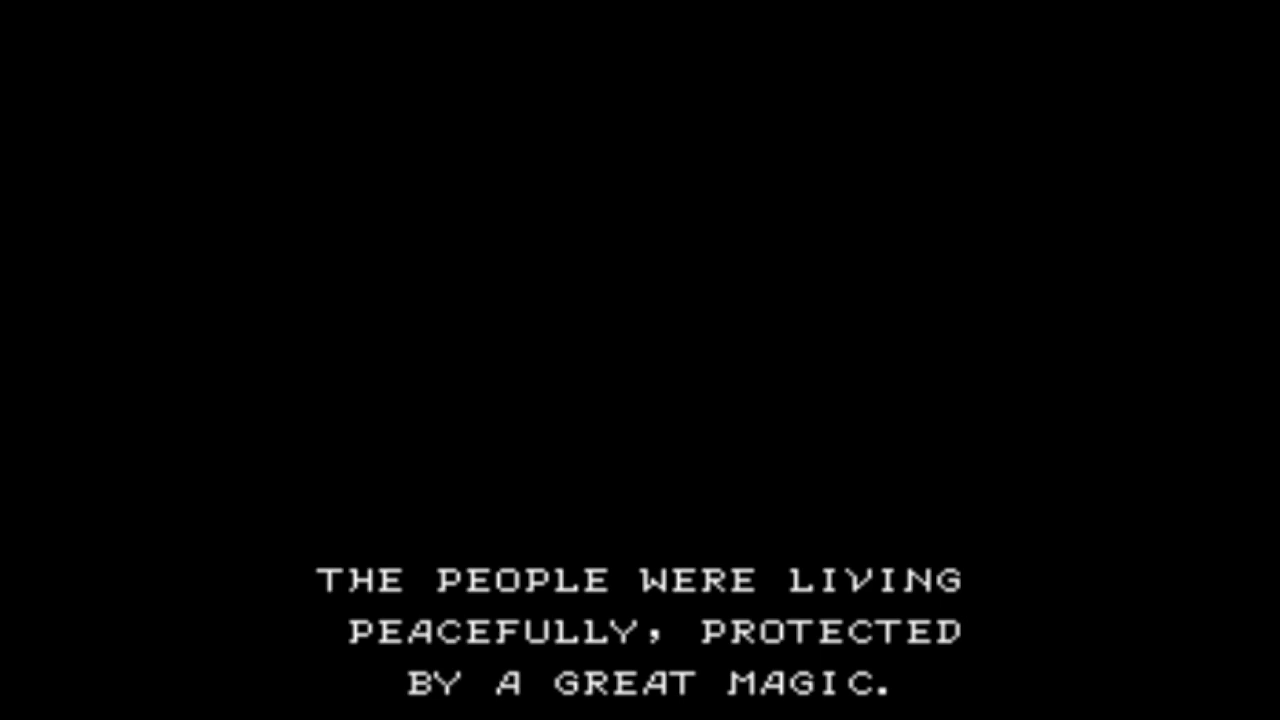 THE PEOPLE WERE LIVING
PEACEFULLY, PROTECTED
BY A GREAT MAGIC.